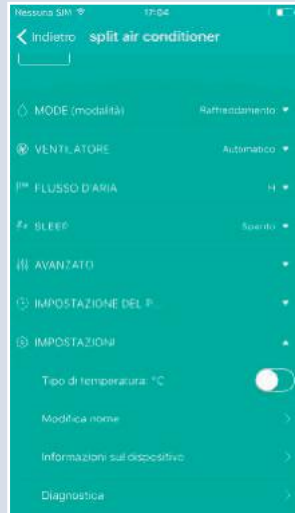 Nessuna SIM 17:04
Indietro split air conditioner
MODE (modalità) Raffreddamento
VENTILATORE Automatico
FLUSSO D'ARIA H
SLEEP Spento
AVANZATO
IMPOSTAZIONE DEL P...
IMPOSTAZIONI
Tipo di temperatura: °C
Modifica nome
Informazioni sul dispositivo
Diagnostica